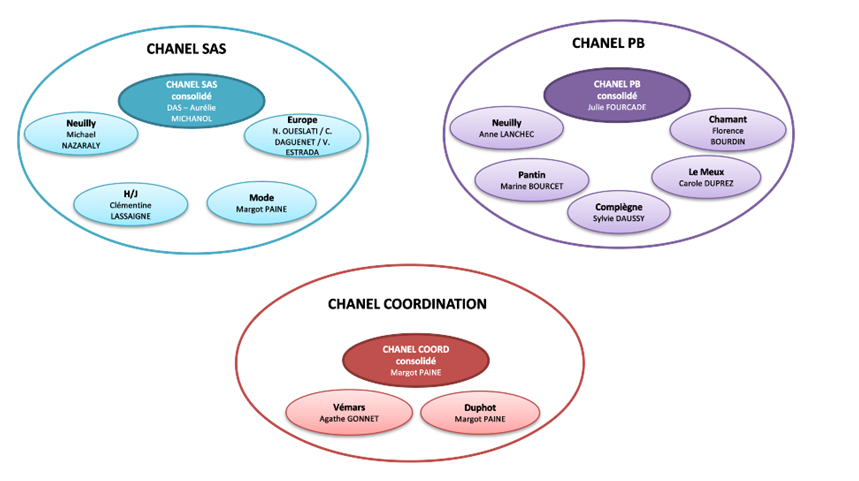 CHANEL SAS
CHANEL SAS
consolidé
DAS – Aurélie
MICHANOL
Neuilly
Michael
NAZARALY
Europe
N. OUESLATI / C.
DAGUENET / V.
ESTRADA
H/J
Clémentine
LASSAIGNE
Mode
Margot PAINE
CHANEL PB
CHANEL PB
consolidé
Julie FOURCADE
Neuilly
Anne LANCHEC
Chamant
Florence
BOURDIN
Pantin
Marine BOURCET
Le Meux
Carole DUPREZ
Compiègne
Sylvie DAUSSY
CHANEL COORDINATION
CHANEL COORD
consolidé
Margot PAINE
Vémars
Agathe GONNET
Duphot
Margot PAINE